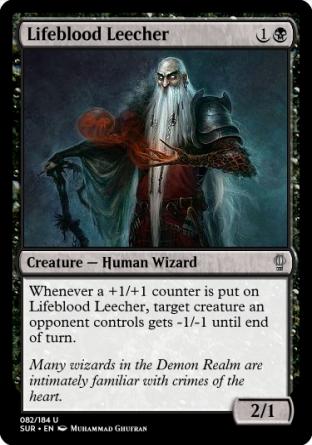 Lifeblood Leecher 1
Creature — Human Wizard
Whenever a +1/+1 counter is put on
Lifeblood Leecher, target creature an
opponent controls gets -1/-1 until end
of turn.
Many wizards in the Demon Realm are
intimately familiar with crimes of the
heart.
2/1
082/184 U
SUR • EN Muhammad Ghufran